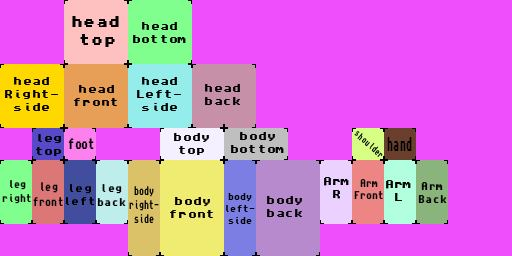 head
top
head
bottom
head
Right-
side
head
front
head
Left-
side
head
back
leg
top
foot
body
top
body
bottom
shoulder
hand
leg
right
leg
front
leg
left
leg
back
body
right-
side
body
front
body
left-
side
body
back
Arm
R
Arm
Front
Arm
L
Arm
Back